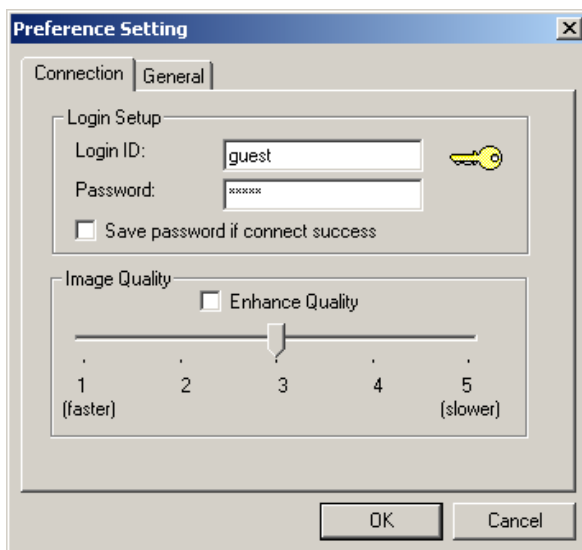 Preference Setting
Connection General
Login Setup
Login ID: guest
Password: *****
Save password if connect success
Image Quality
Enhance Quality
1 2 3 4 5
(faster) (slower)
OK Cancel